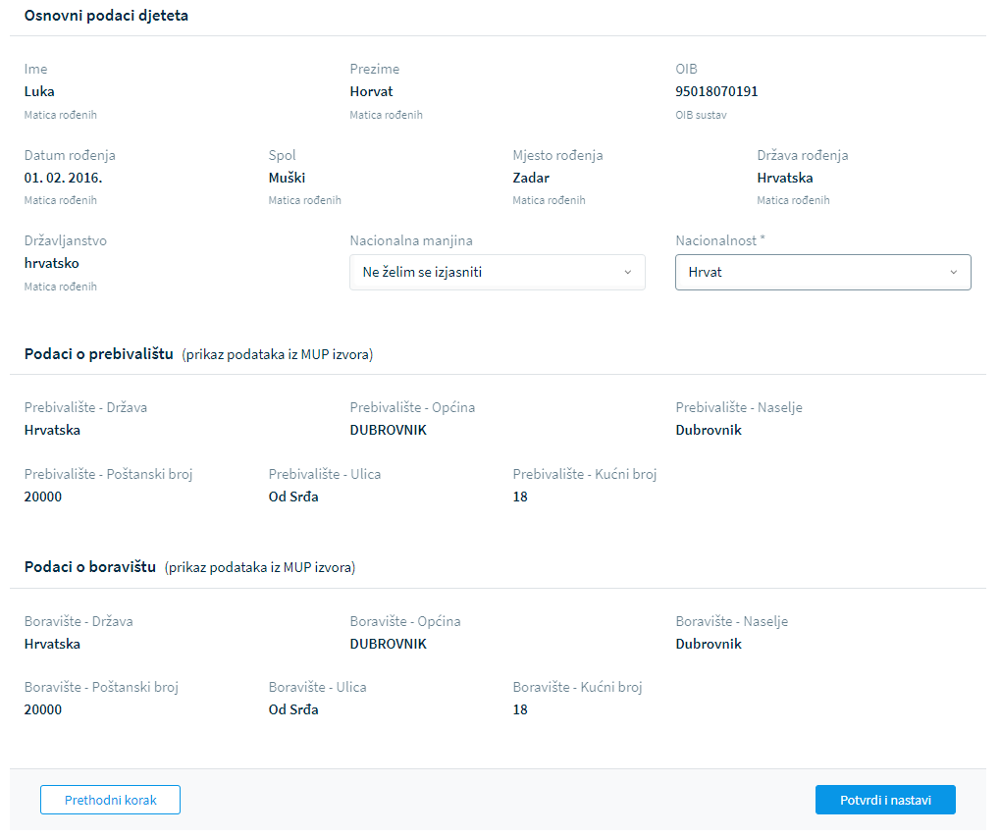 Osnovni podaci djeteta
Ime Prezime OIB
Luka Horvat 95018070191
Matica rođenih Matica rođenih OIB sustav
Datum rođenja Spol Mjesto rođenja Država rođenja
01. 02. 2016. Muški Zadar Hrvatska
Matica rođenih Matica rođenih Matica rođenih Matica rođenih
Državljanstvo Nacionalna manjina Nacionalnost *
hrvatsko Ne želim se izjasniti Hrvat
Matica rođenih
Podaci o prebivalištu (prikaz podataka iz MUP izvora)
Prebivalište - Država Prebivalište - Općina Prebivalište - Naselje
Hrvatska DUBROVNIK Dubrovnik
Prebivalište - Poštanski broj Prebivalište - Ulica Prebivalište - Kućni broj
20000 Od Srđa 18
Podaci o boravištu (prikaz podataka iz MUP izvora)
Boravište - Država Boravište - Općina Boravište - Naselje
Hrvatska DUBROVNIK Dubrovnik
Boravište - Poštanski broj Boravište - Ulica Boravište - Kućni broj
20000 Od Srđa 18
Prethodni korak Potvrdi i nastavi